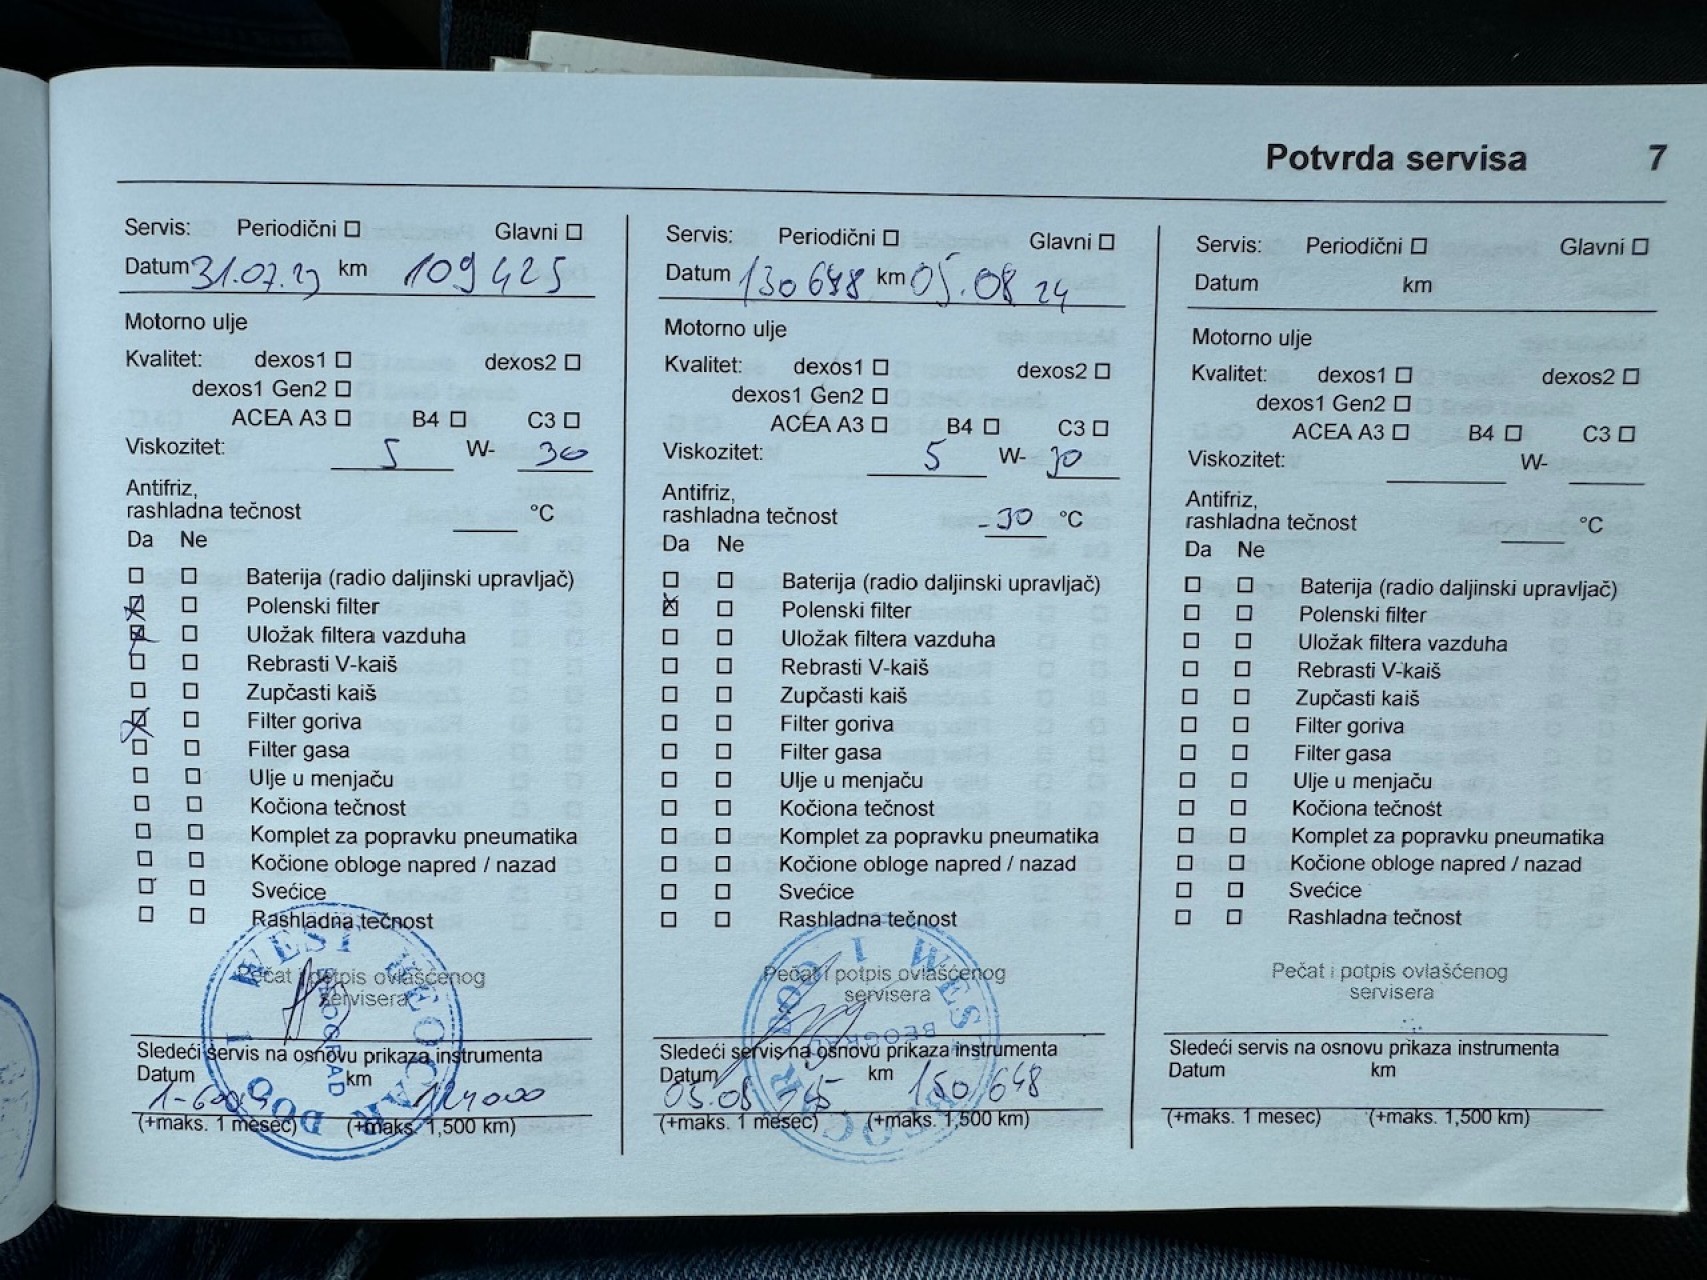 Potvrda servisa 7
Servis: Periodični ☐ Glavni ☐
Datum 31.07.23 km 109425
Motorno ulje
Kvalitet: dexos1 ☐ dexos2 ☐
dexos1 Gen2 ☐
ACEA A3 ☐ B4 ☐ C3 ☐
Viskozitet: 5 W- 30
Antifriz,
rashladna tečnost °C
Da Ne
☐ ☐ Baterija (radio daljinski upravljač)
☒ ☐ Polenski filter
☒ ☐ Uložak filtera vazduha
☐ ☐ Rebrasti V-kaiš
☐ ☐ Zupčasti kaiš
☒ ☐ Filter goriva
☐ ☐ Filter gasa
☐ ☐ Ulje u menjaču
☐ ☐ Kočiona tečnost
☐ ☐ Komplet za popravku pneumatika
☐ ☐ Kočione obloge napred / nazad
☐ ☐ Svećice
☐ ☐ Rashladna tečnost
Pečat i potpis ovlašćenog
servisera
WEST NEOCAR DOO
BEOGRAD
Sledeći servis na osnovu prikaza instrumenta
Datum km 124000
(+maks. 1 mesec) (+maks. 1,500 km)
Servis: Periodični ☐ Glavni ☐
Datum 130648 km 05.08 24
Motorno ulje
Kvalitet: dexos1 ☐ dexos2 ☐
dexos1 Gen2 ☐
ACEA A3 ☐ B4 ☐ C3 ☐
Viskozitet: 5 W- 30
Antifriz,
rashladna tečnost -30 °C
Da Ne
☐ ☐ Baterija (radio daljinski upravljač)
☒ ☐ Polenski filter
☐ ☐ Uložak filtera vazduha
☐ ☐ Rebrasti V-kaiš
☐ ☐ Zupčasti kaiš
☐ ☐ Filter goriva
☐ ☐ Filter gasa
☐ ☐ Ulje u menjaču
☐ ☐ Kočiona tečnost
☐ ☐ Komplet za popravku pneumatika
☐ ☐ Kočione obloge napred / nazad
☐ ☐ Svećice
☐ ☐ Rashladna tečnost
Pečat i potpis ovlašćenog
servisera
WEST NEOCAR DOO
BEOGRAD
Sledeći servis na osnovu prikaza instrumenta
Datum 05.08 km 150648
(+maks. 1 mesec) (+maks. 1,500 km)
Servis: Periodični ☐ Glavni ☐
Datum km
Motorno ulje
Kvalitet: dexos1 ☐ dexos2 ☐
dexos1 Gen2 ☐
ACEA A3 ☐ B4 ☐ C3 ☐
Viskozitet: W-
Antifriz,
rashladna tečnost °C
Da Ne
☐ ☐ Baterija (radio daljinski upravljač)
☐ ☐ Polenski filter
☐ ☐ Uložak filtera vazduha
☐ ☐ Rebrasti V-kaiš
☐ ☐ Zupčasti kaiš
☐ ☐ Filter goriva
☐ ☐ Filter gasa
☐ ☐ Ulje u menjaču
☐ ☐ Kočiona tečnost
☐ ☐ Komplet za popravku pneumatika
☐ ☐ Kočione obloge napred / nazad
☐ ☐ Svećice
☐ ☐ Rashladna tečnost
Pečat i potpis ovlašćenog
servisera
Sledeći servis na osnovu prikaza instrumenta
Datum km
(+maks. 1 mesec) (+maks. 1,500 km)